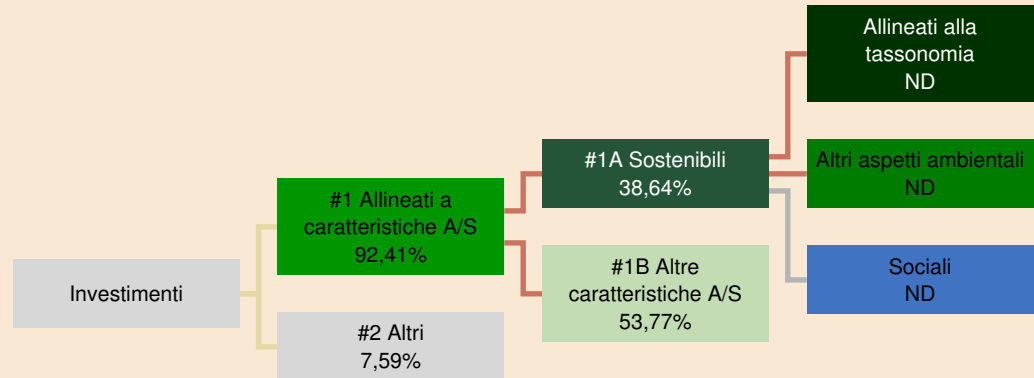 Investimenti
#1 Allineati a
caratteristiche A/S
92,41%
#2 Altri
7,59%
#1A Sostenibili
38,64%
#1B Altre
caratteristiche A/S
53,77%
Allineati alla
tassonomia
ND
Altri aspetti ambientali
ND
Sociali
ND